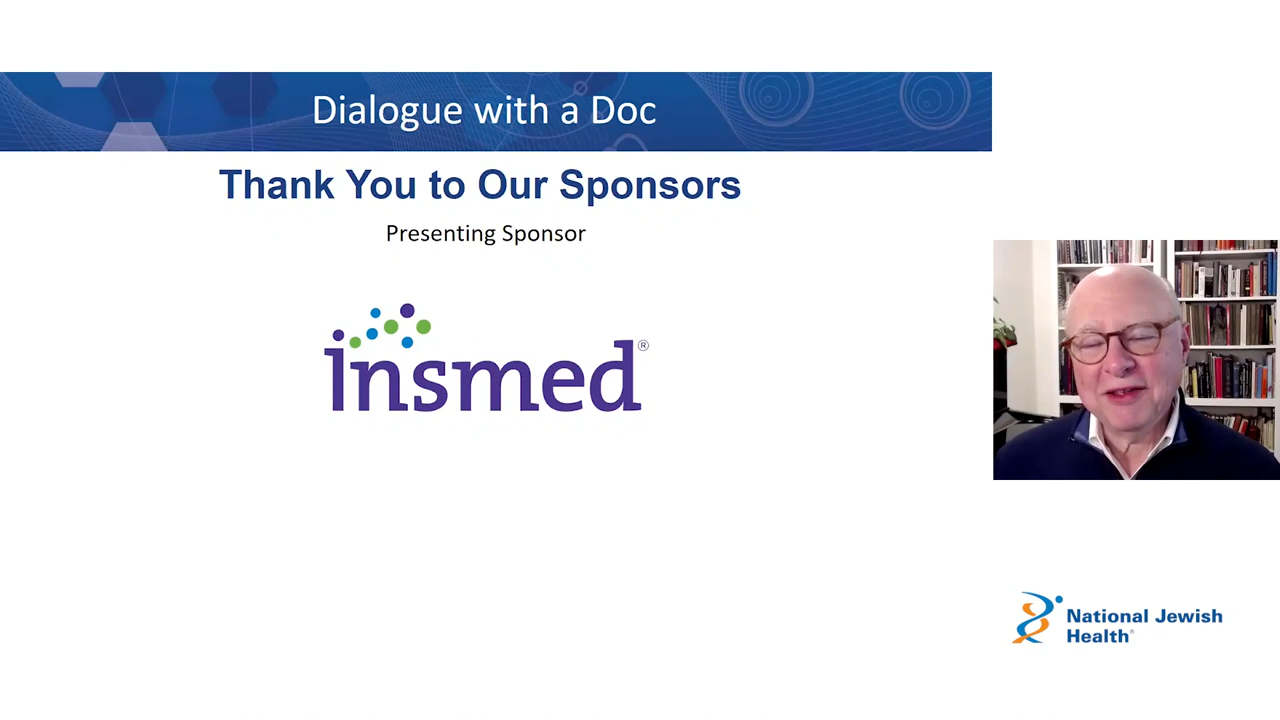 Dialogue with a Doc
Thank You to Our Sponsors
Presenting Sponsor
insmed®
National Jewish
Health®